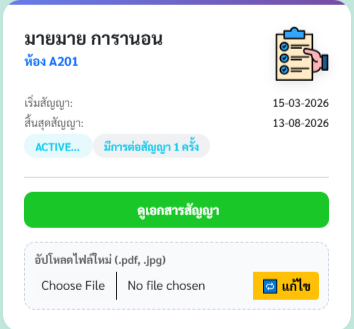 มายมาย การานอน
ห้อง A201
เริ่มสัญญา: 15-03-2026
สิ้นสุดสัญญา: 13-08-2026
ACTIVE... มีการต่อสัญญา 1 ครั้ง
ดูเอกสารสัญญา
อัปโหลดไฟล์ใหม่ (.pdf, .jpg)
Choose File No file chosen แก้ไข